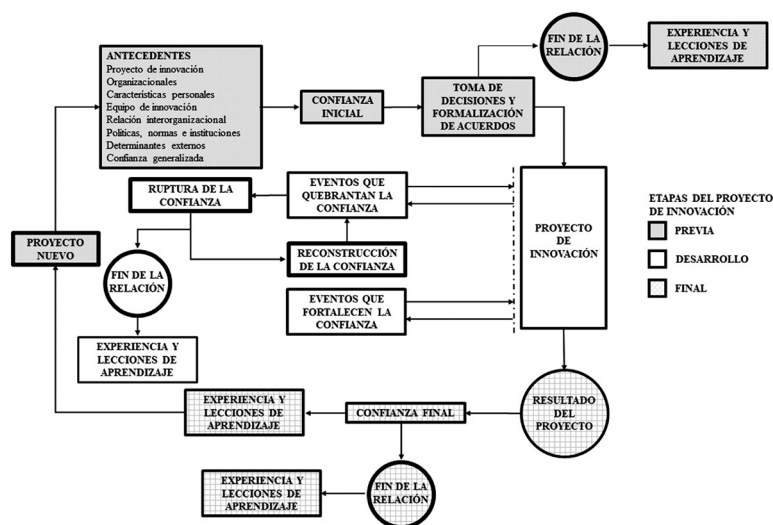 FIN DE LA
RELACIÓN
EXPERIENCIA Y
LECCIONES DE
APRENDIZAJE
ANTECEDENTES
Proyecto de innovación
Organizacionales
Características personales
Equipo de innovación
Relación interorganizacional
Políticas, normas e instituciones
Determinantes externos
Confianza generalizada
CONFIANZA
INICIAL
TOMA DE
DECISIONES Y
FORMALIZACIÓN
DE ACUERDOS
RUPTURA DE LA
CONFIANZA
EVENTOS QUE
QUEBRANTAN LA
CONFIANZA
PROYECTO
DE
INNOVACIÓN
ETAPAS DEL PROYECTO
DE INNOVACIÓN
PREVIA
DESARROLLO
FINAL
PROYECTO
NUEVO
RECONSTRUCCIÓN
DE LA CONFIANZA
FIN DE LA
RELACIÓN
EVENTOS QUE
FORTALECEN LA
CONFIANZA
EXPERIENCIA Y
LECCIONES DE
APRENDIZAJE
EXPERIENCIA Y
LECCIONES DE
APRENDIZAJE
CONFIANZA FINAL
RESULTADO
DEL
PROYECTO
EXPERIENCIA Y
LECCIONES DE
APRENDIZAJE
FIN DE LA
RELACIÓN